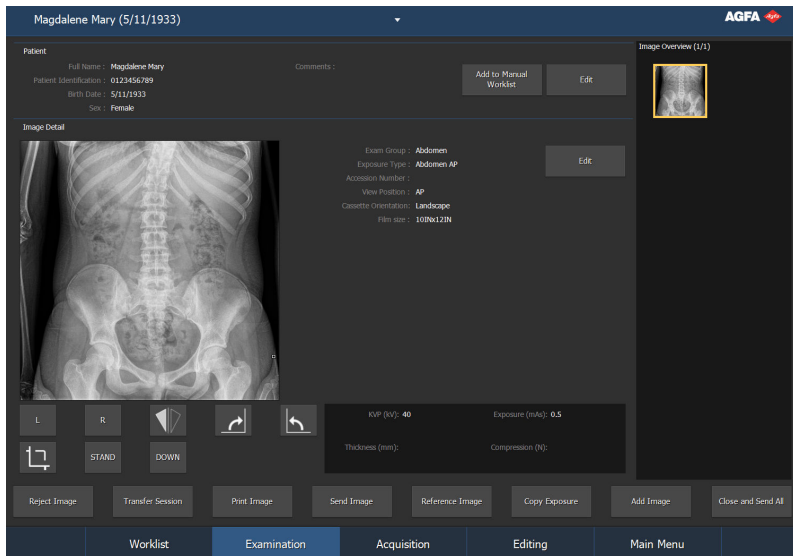 Magdalene Mary (5/11/1933)
AGFA
Patient
Full Name : Magdalene Mary
Comments :
Patient Identification : 0123456789
Birth Date : 5/11/1933
Sex : Female
Add to Manual
Worklist
Edit
Image Overview (1/1)
Image Detail
Exam Group : Abdomen
Exposure Type : Abdomen AP
Accession Number :
View Position : AP
Cassette Orientation: Landscape
Film size : 10INx12IN
Edit
L
R
STAND
DOWN
KVP (kV): 40
Exposure (mAs): 0.5
Thickness (mm):
Compression (N):
Reject Image
Transfer Session
Print Image
Send Image
Reference Image
Copy Exposure
Add Image
Close and Send All
Worklist
Examination
Acquisition
Editing
Main Menu